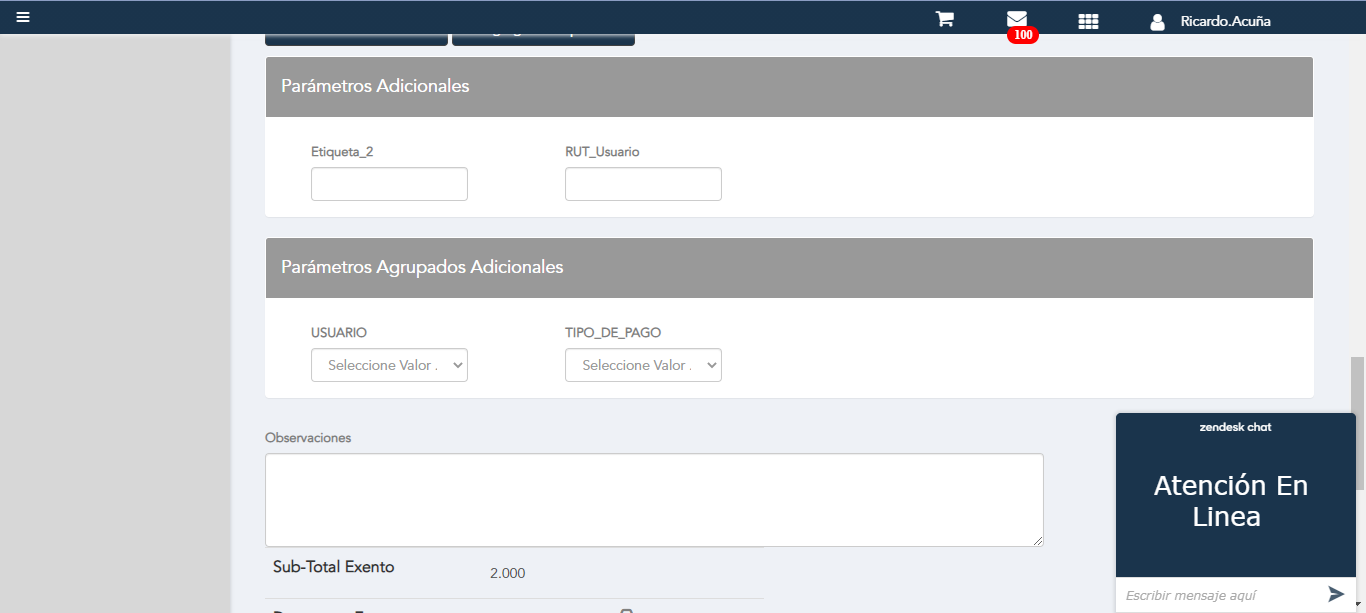 100
Ricardo.Acuña
Parámetros Adicionales
Etiqueta_2
RUT_Usuario
Parámetros Agrupados Adicionales
USUARIO
TIPO_DE_PAGO
Seleccione Valor .
Seleccione Valor .
Observaciones
zendesk chat
Atención En
Linea
Sub-Total Exento
2.000
Escribir mensaje aquí